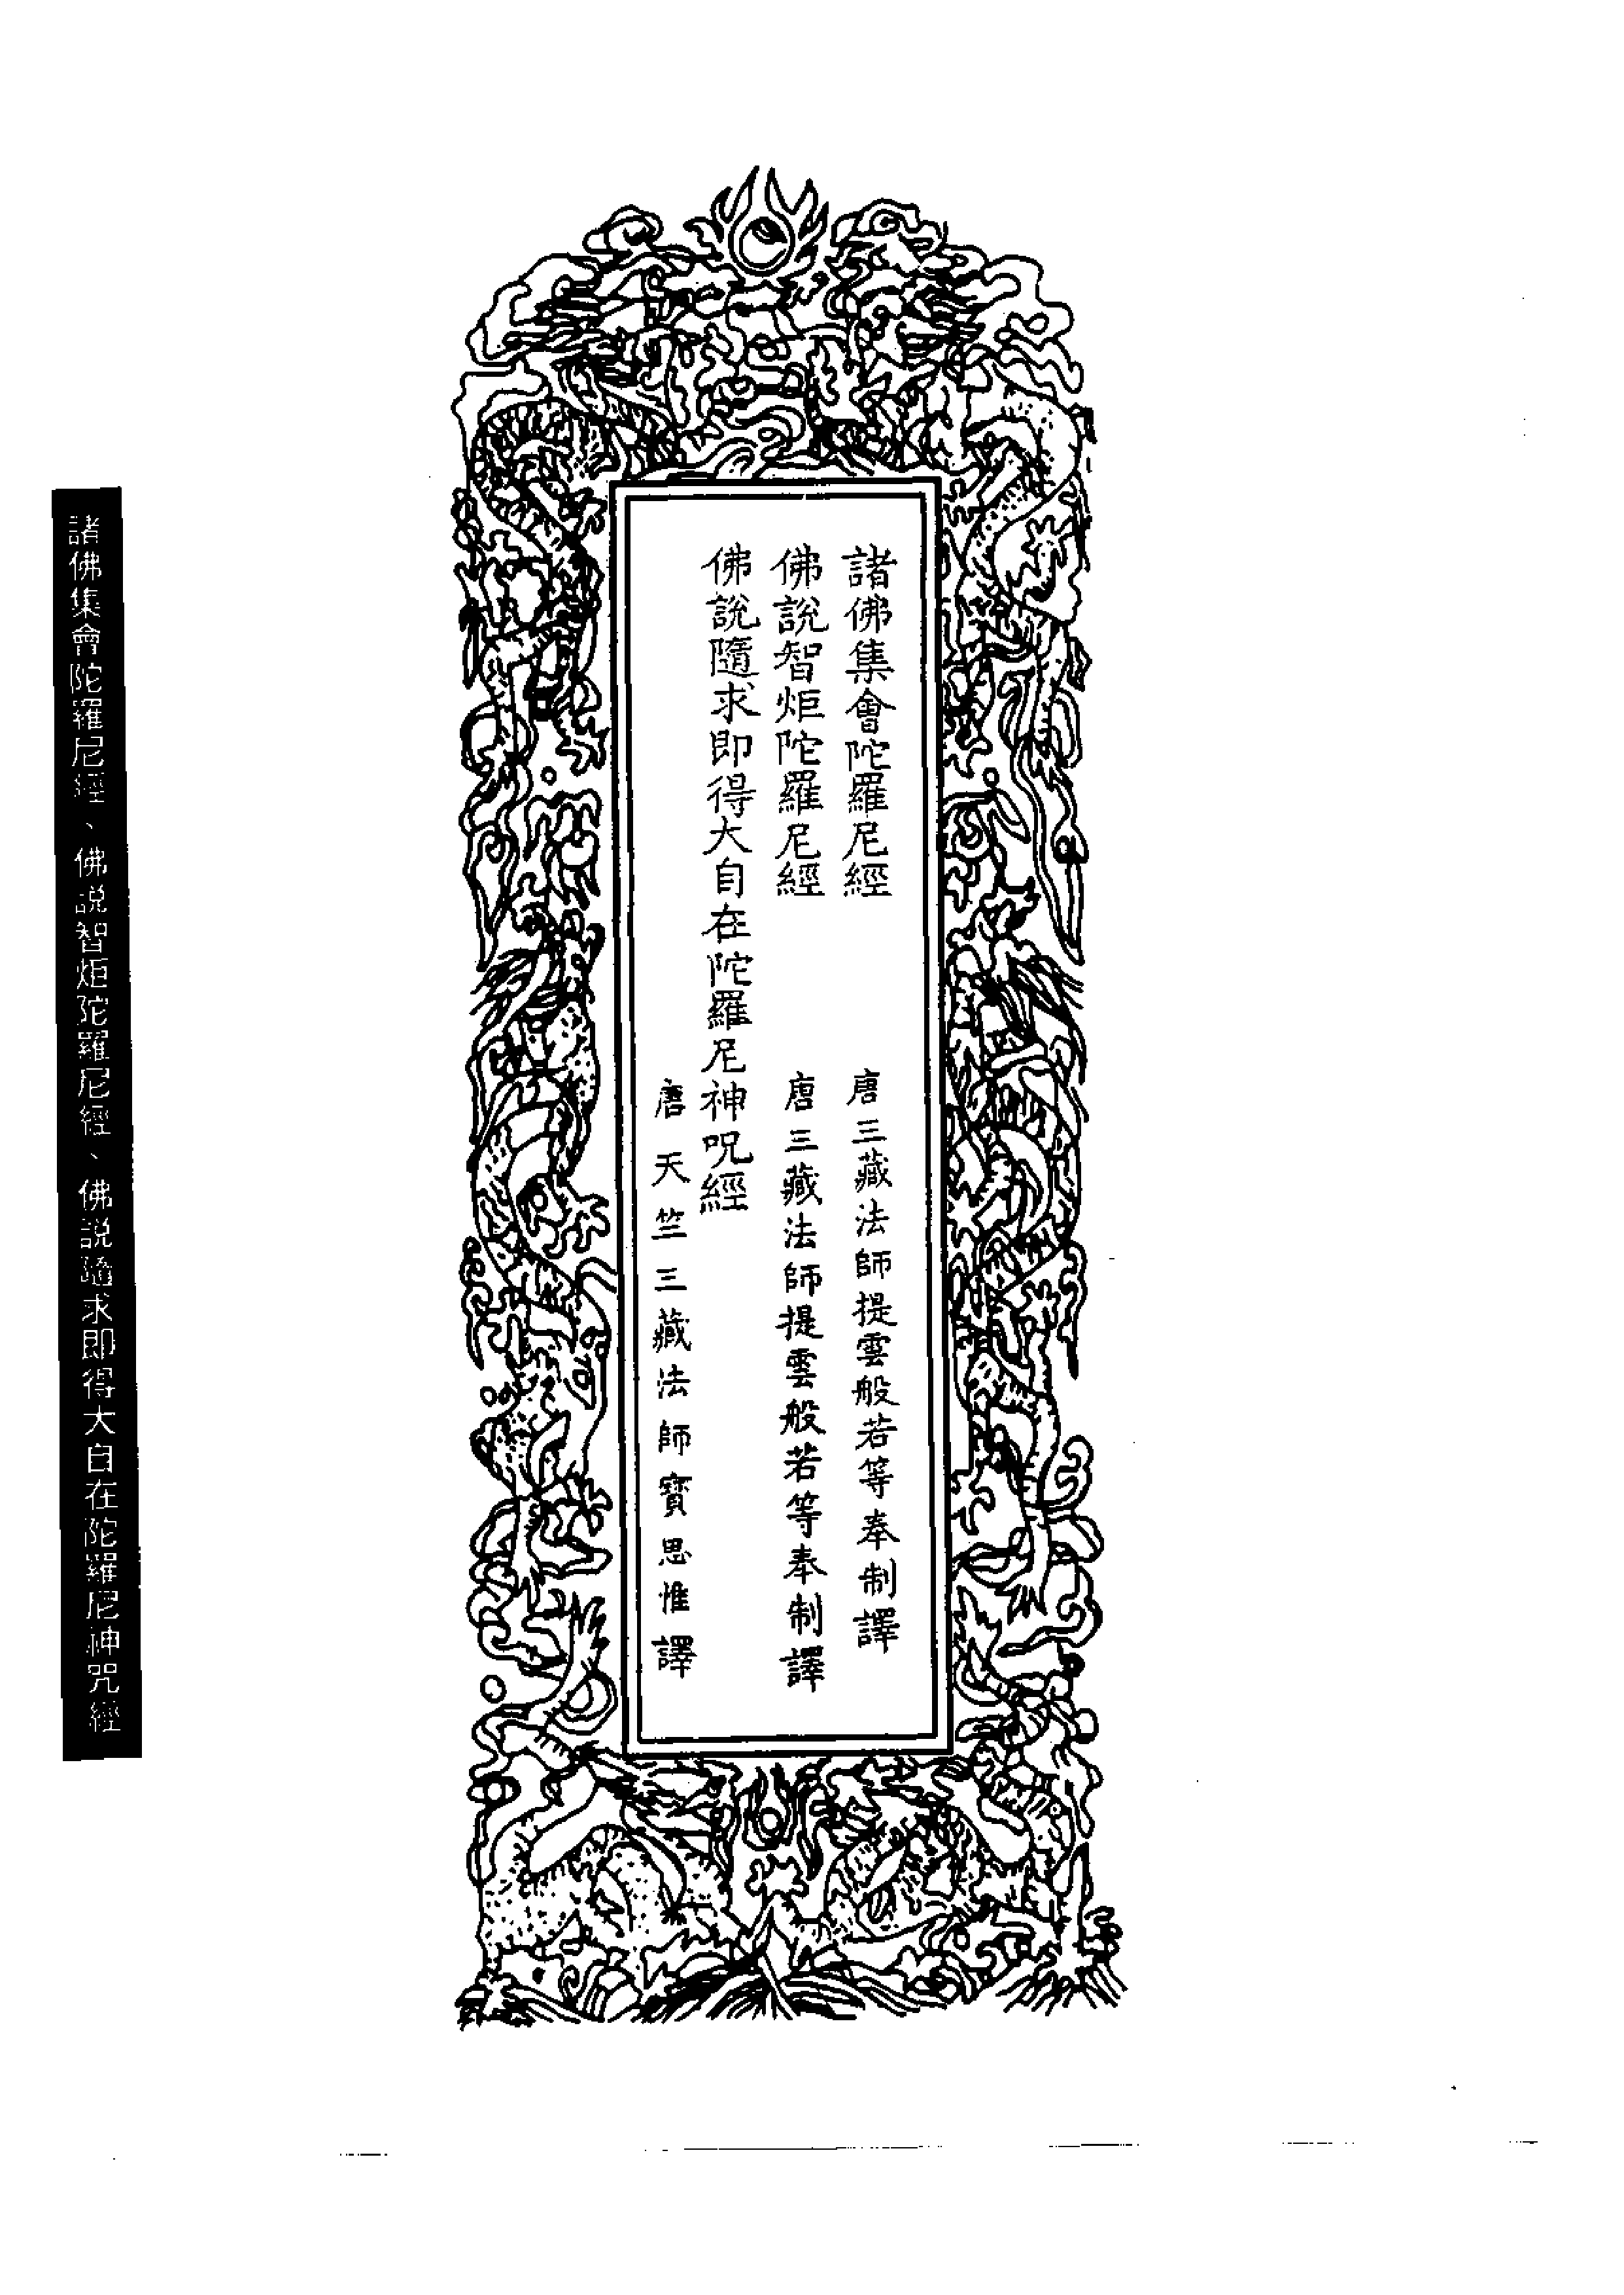 諸佛集會陀羅尼經
唐三藏法師提雲般若等奉制譯
佛說智炬陀羅尼經
唐三藏法師提雲般若等奉制譯
佛說隨求即得大自在陀羅尼神呪經
唐天竺三藏法師寶思惟譯
諸佛集會陀羅尼經、佛説智炬陀羅尼經、佛説隨求即得大自在陀羅尼神咒經